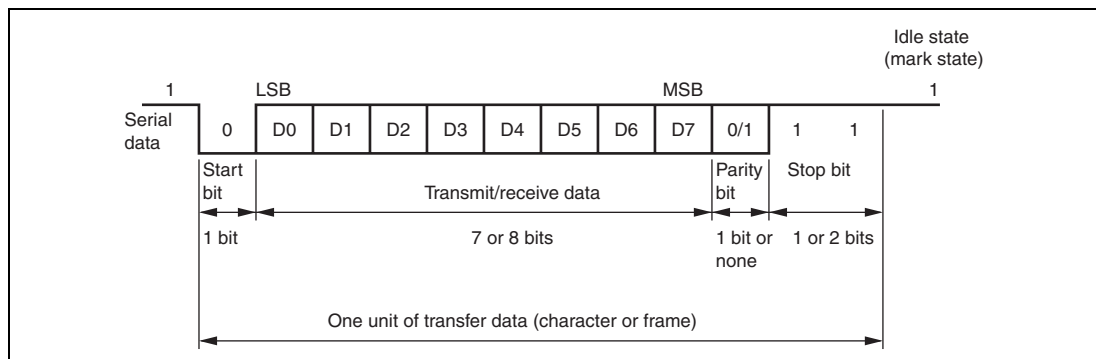 Idle state
(mark state)
1 LSB MSB 1
Serial
data
0 D0 D1 D2 D3 D4 D5 D6 D7 0/1 1 1
Start
bit
Transmit/receive data
Parity
bit
Stop bit
1 bit
7 or 8 bits
1 bit or
none
1 or 2 bits
One unit of transfer data (character or frame)